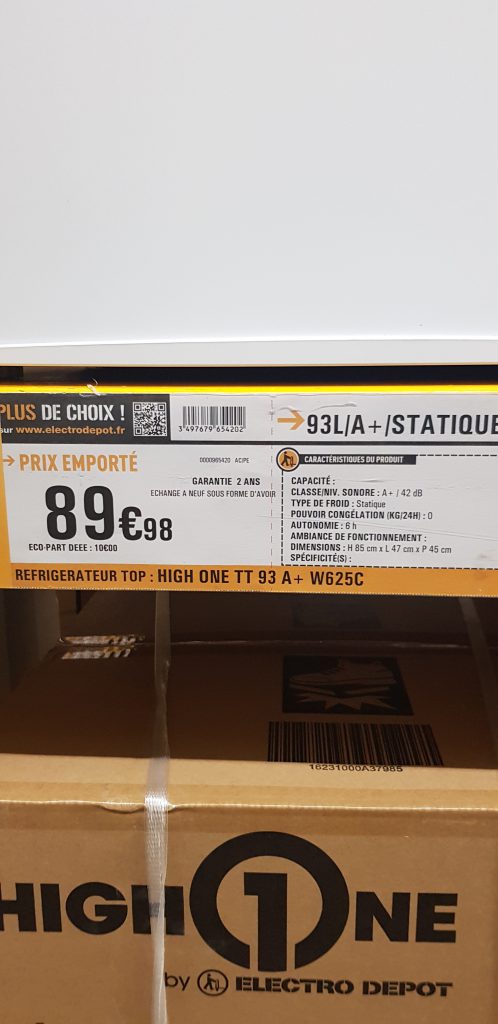 PLUS DE CHOIX !
sur www.electrodepot.fr
3 497679 654202
93L/A+/STATIQUE
PRIX EMPORTÉ
0000965420 ACIPE
CARACTÉRISTIQUES DU PRODUIT
GARANTIE 2 ANS
ECHANGE A NEUF SOUS FORME D'AVOIR
89€98
ECO-PART DEEE : 10€00
CAPACITÉ :
CLASSE/NIV. SONORE : A+ / 42 dB
TYPE DE FROID : Statique
POUVOIR CONGÉLATION (KG/24H) : 0
AUTONOMIE : 6 h
AMBIANCE DE FONCTIONNEMENT :
DIMENSIONS : H 85 cm x L 47 cm x P 45 cm
SPÉCIFICITÉ(S) :
REFRIGERATEUR TOP : HIGH ONE TT 93 A+ W625C
16231000A37985
HIGH 1 ONE
by ELECTRO DEPOT